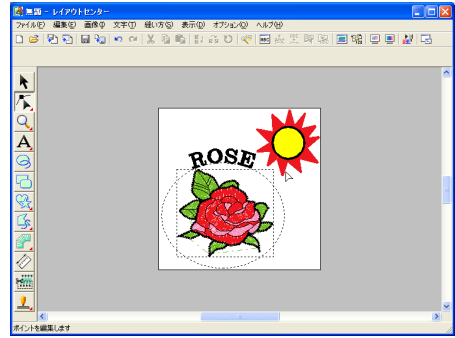 無題 - レイアウトセンター
ファイル(F) 編集(E) 画像(I) 文字(T) 縫い方(S) 表示(D) オプション(O) ヘルプ(H)
ABC
A
ROSE
ポイントを編集します